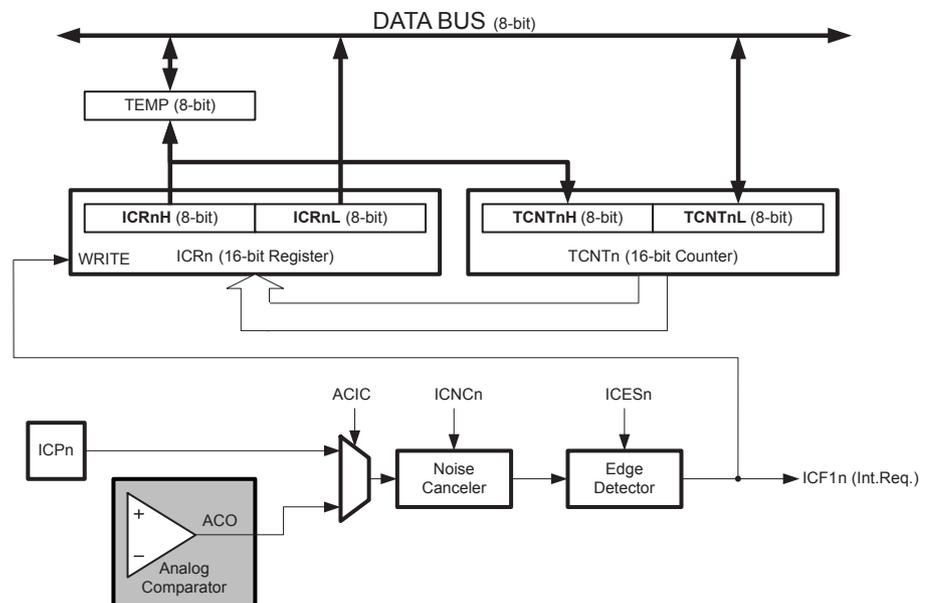 DATA BUS (8-bit)
TEMP (8-bit)
ICRnH (8-bit)
ICRnL (8-bit)
TCNTnH (8-bit)
TCNTnL (8-bit)
WRITE
ICRn (16-bit Register)
TCNTn (16-bit Counter)
ACIC
ICNCn
ICESn
ICPn
Noise
Canceler
Edge
Detector
ICF1n (Int.Req.)
+
ACO
−
Analog
Comparator